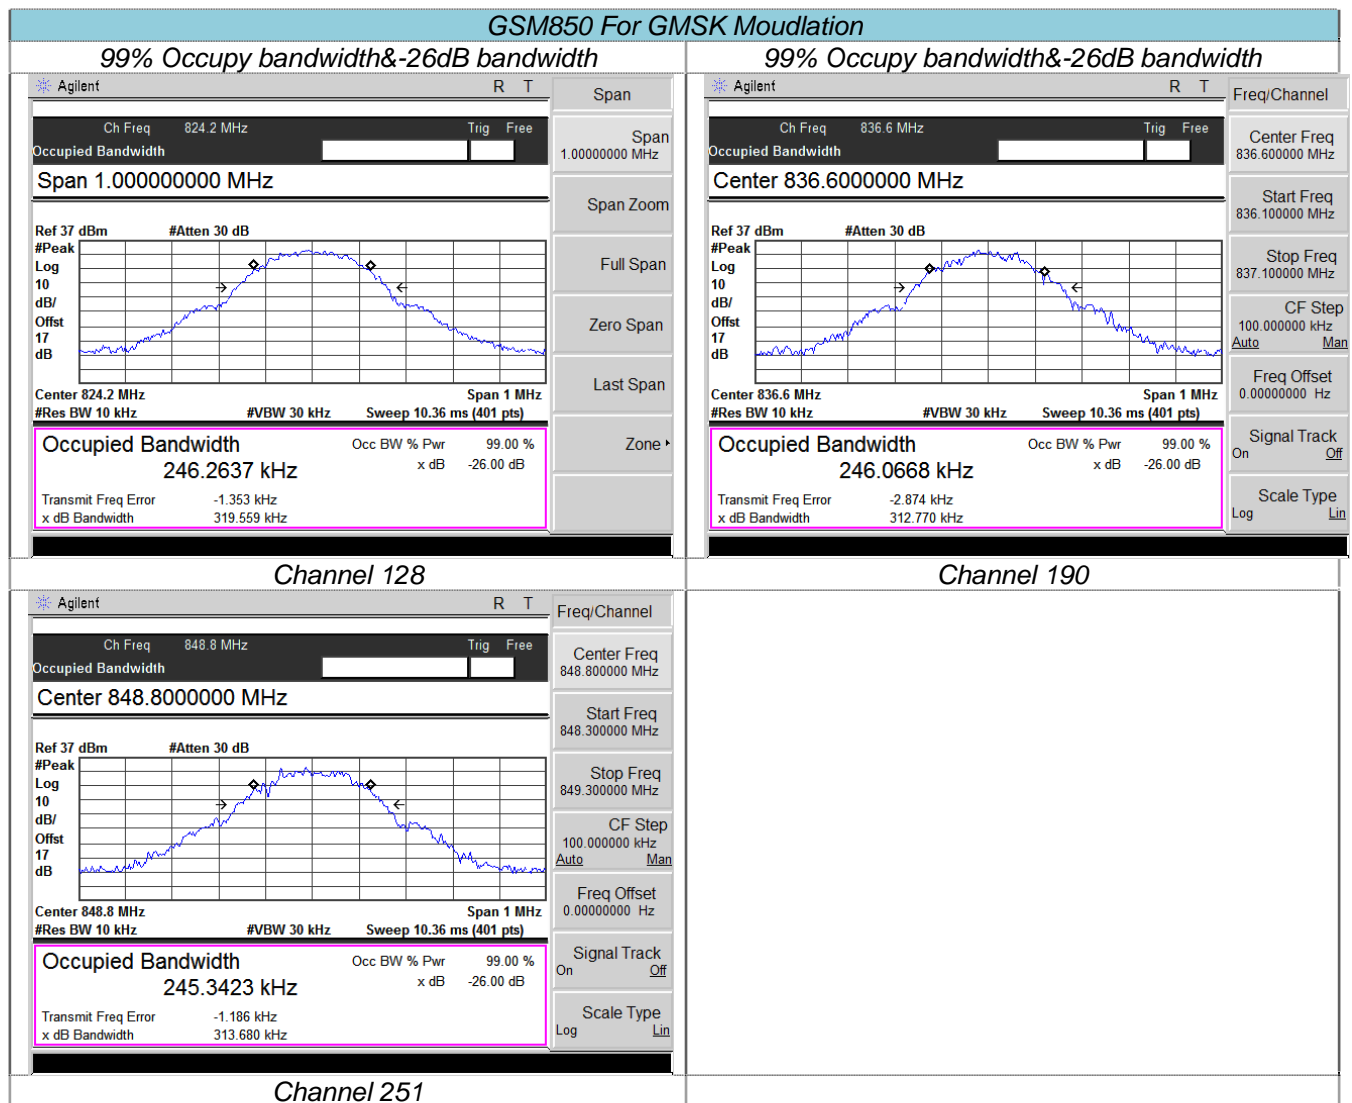 GSM850 For GMSK Moudlation
99% Occupy bandwidth&-26dB bandwidth
99% Occupy bandwidth&-26dB bandwidth
Agilent R T
Span
Ch Freq 824.2 MHz Trig Free
Occupied Bandwidth
Span 1.000000000 MHz
Ref 37 dBm #Atten 30 dB
#Peak
Log
10
dB/
Offst
17
dB
Center 824.2 MHz Span 1 MHz
#Res BW 10 kHz #VBW 30 kHz Sweep 10.36 ms (401 pts)
Occupied Bandwidth Occ BW % Pwr 99.00 %
246.2637 kHz x dB -26.00 dB
Transmit Freq Error -1.353 kHz
x dB Bandwidth 319.559 kHz
Span
1.00000000 MHz
Span Zoom
Full Span
Zero Span
Last Span
Zone
Agilent R T
Freq/Channel
Ch Freq 836.6 MHz Trig Free
Occupied Bandwidth
Center 836.6000000 MHz
Ref 37 dBm #Atten 30 dB
#Peak
Log
10
dB/
Offst
17
dB
Center 836.6 MHz Span 1 MHz
#Res BW 10 kHz #VBW 30 kHz Sweep 10.36 ms (401 pts)
Occupied Bandwidth Occ BW % Pwr 99.00 %
246.0668 kHz x dB -26.00 dB
Transmit Freq Error -2.874 kHz
x dB Bandwidth 312.770 kHz
Center Freq
836.600000 MHz
Start Freq
836.100000 MHz
Stop Freq
837.100000 MHz
CF Step
100.000000 kHz
Auto Man
Freq Offset
0.00000000 Hz
Signal Track
On Off
Scale Type
Log Lin
Channel 128
Channel 190
Agilent R T
Freq/Channel
Ch Freq 848.8 MHz Trig Free
Occupied Bandwidth
Center 848.8000000 MHz
Ref 37 dBm #Atten 30 dB
#Peak
Log
10
dB/
Offst
17
dB
Center 848.8 MHz Span 1 MHz
#Res BW 10 kHz #VBW 30 kHz Sweep 10.36 ms (401 pts)
Occupied Bandwidth Occ BW % Pwr 99.00 %
245.3423 kHz x dB -26.00 dB
Transmit Freq Error -1.186 kHz
x dB Bandwidth 313.680 kHz
Center Freq
848.800000 MHz
Start Freq
848.300000 MHz
Stop Freq
849.300000 MHz
CF Step
100.000000 kHz
Auto Man
Freq Offset
0.00000000 Hz
Signal Track
On Off
Scale Type
Log Lin
Channel 251